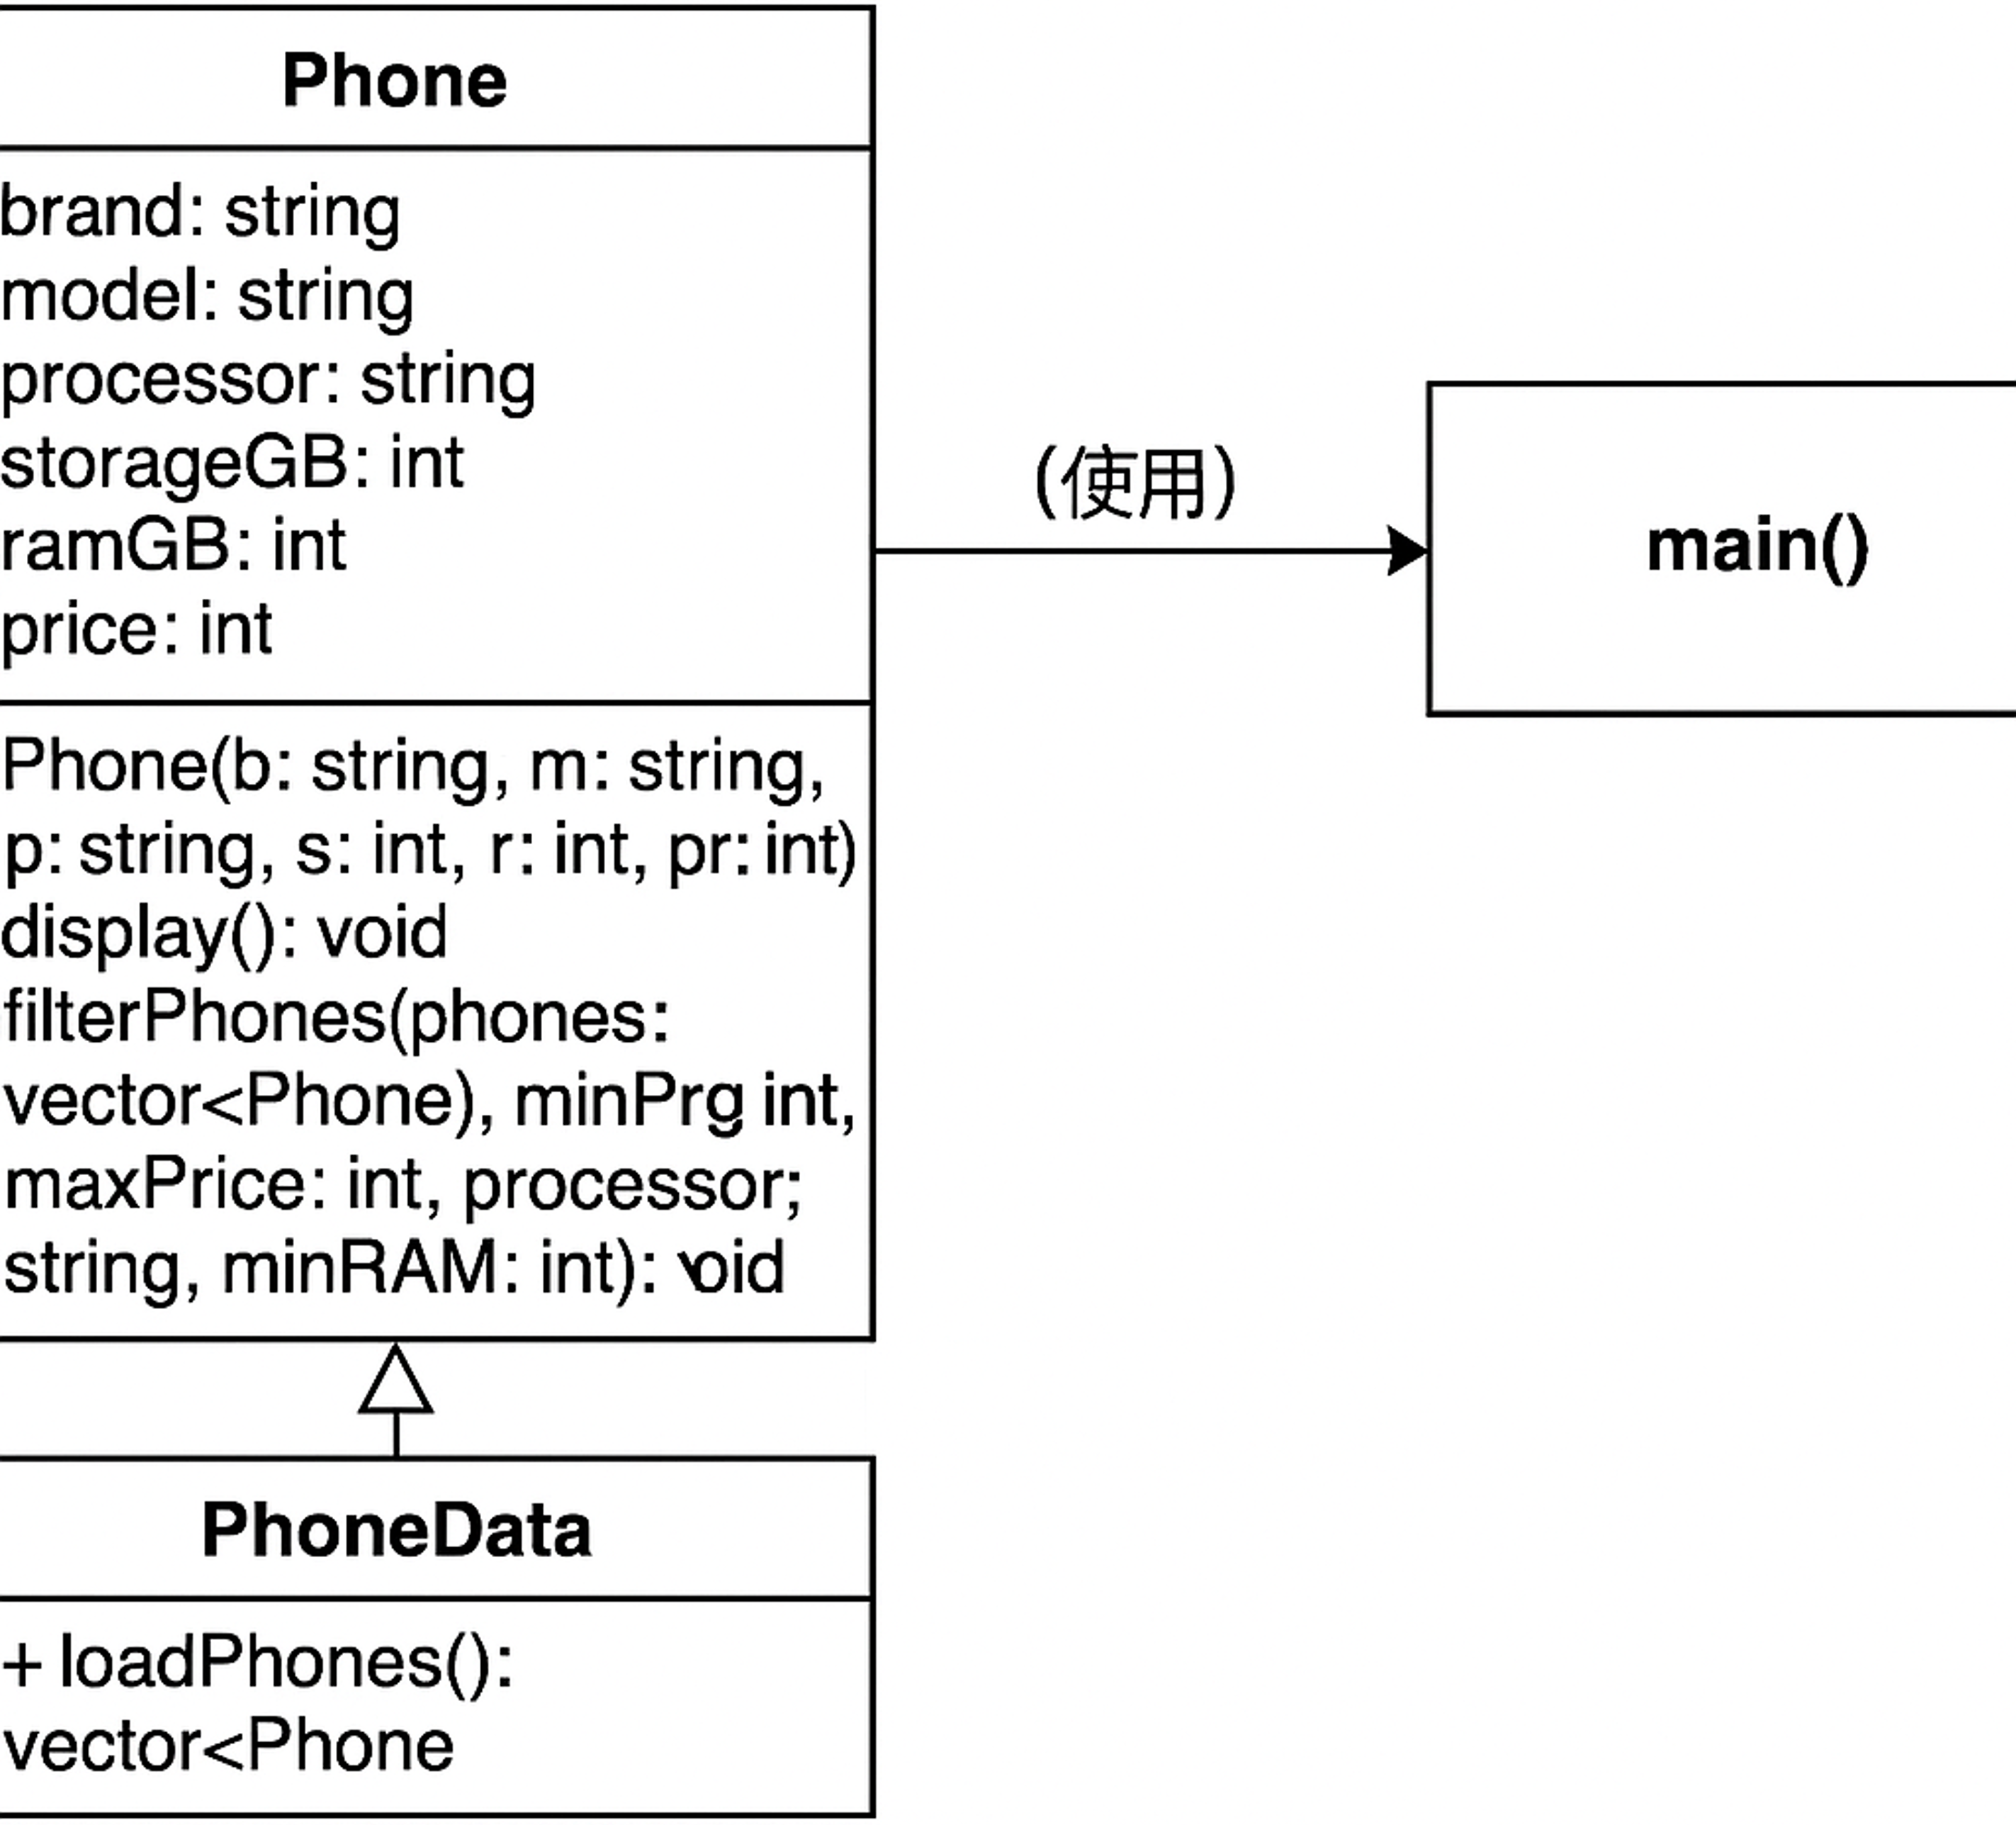 Phone
brand: string
model: string
processor: string
storageGB: int
ramGB: int
price: int
Phone(b: string, m: string,
p: string, s: int, r: int, pr: int)
display(): void
filterPhones(phones:
vector<Phone), minPrg int,
maxPrice: int, processor;
string, minRAM: int): void
(使用)
main()
PhoneData
+ loadPhones():
vector<Phone